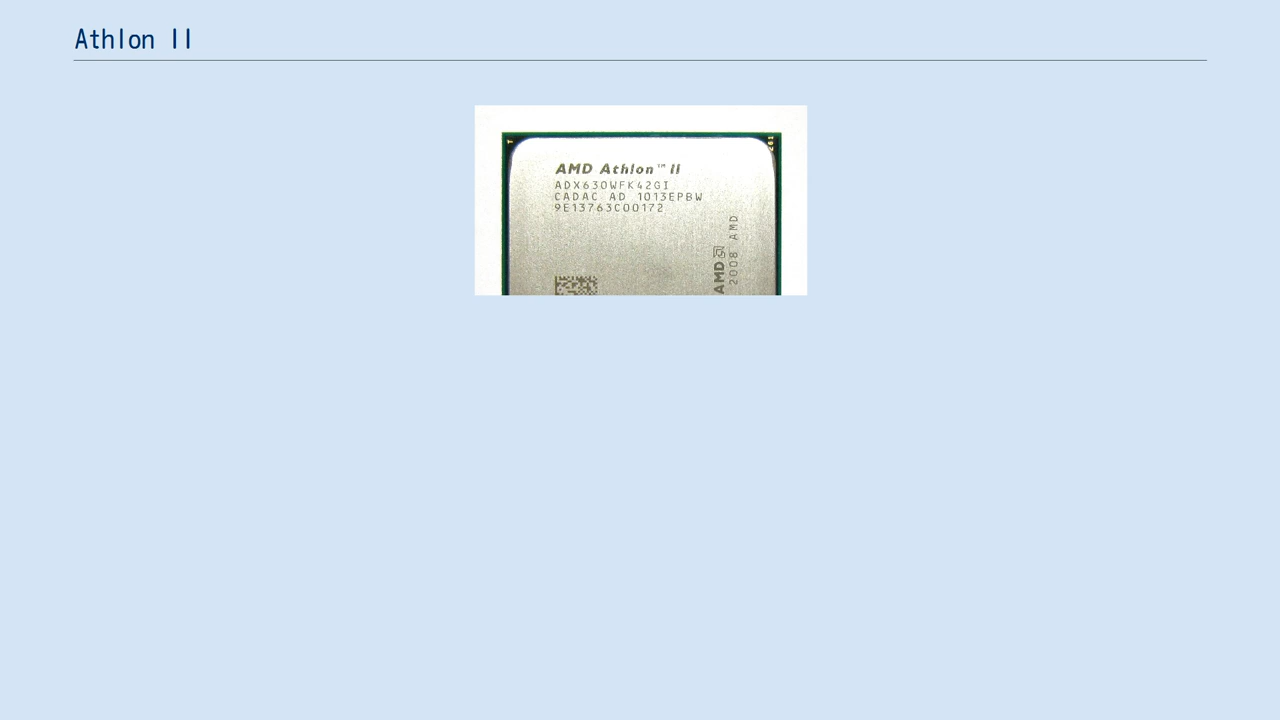 Athlon II
AMD Athlon™ II
ADX630WFK42GI
CADAC AD 1013EPBW
9E13763C00172
AMD
2008 AMD